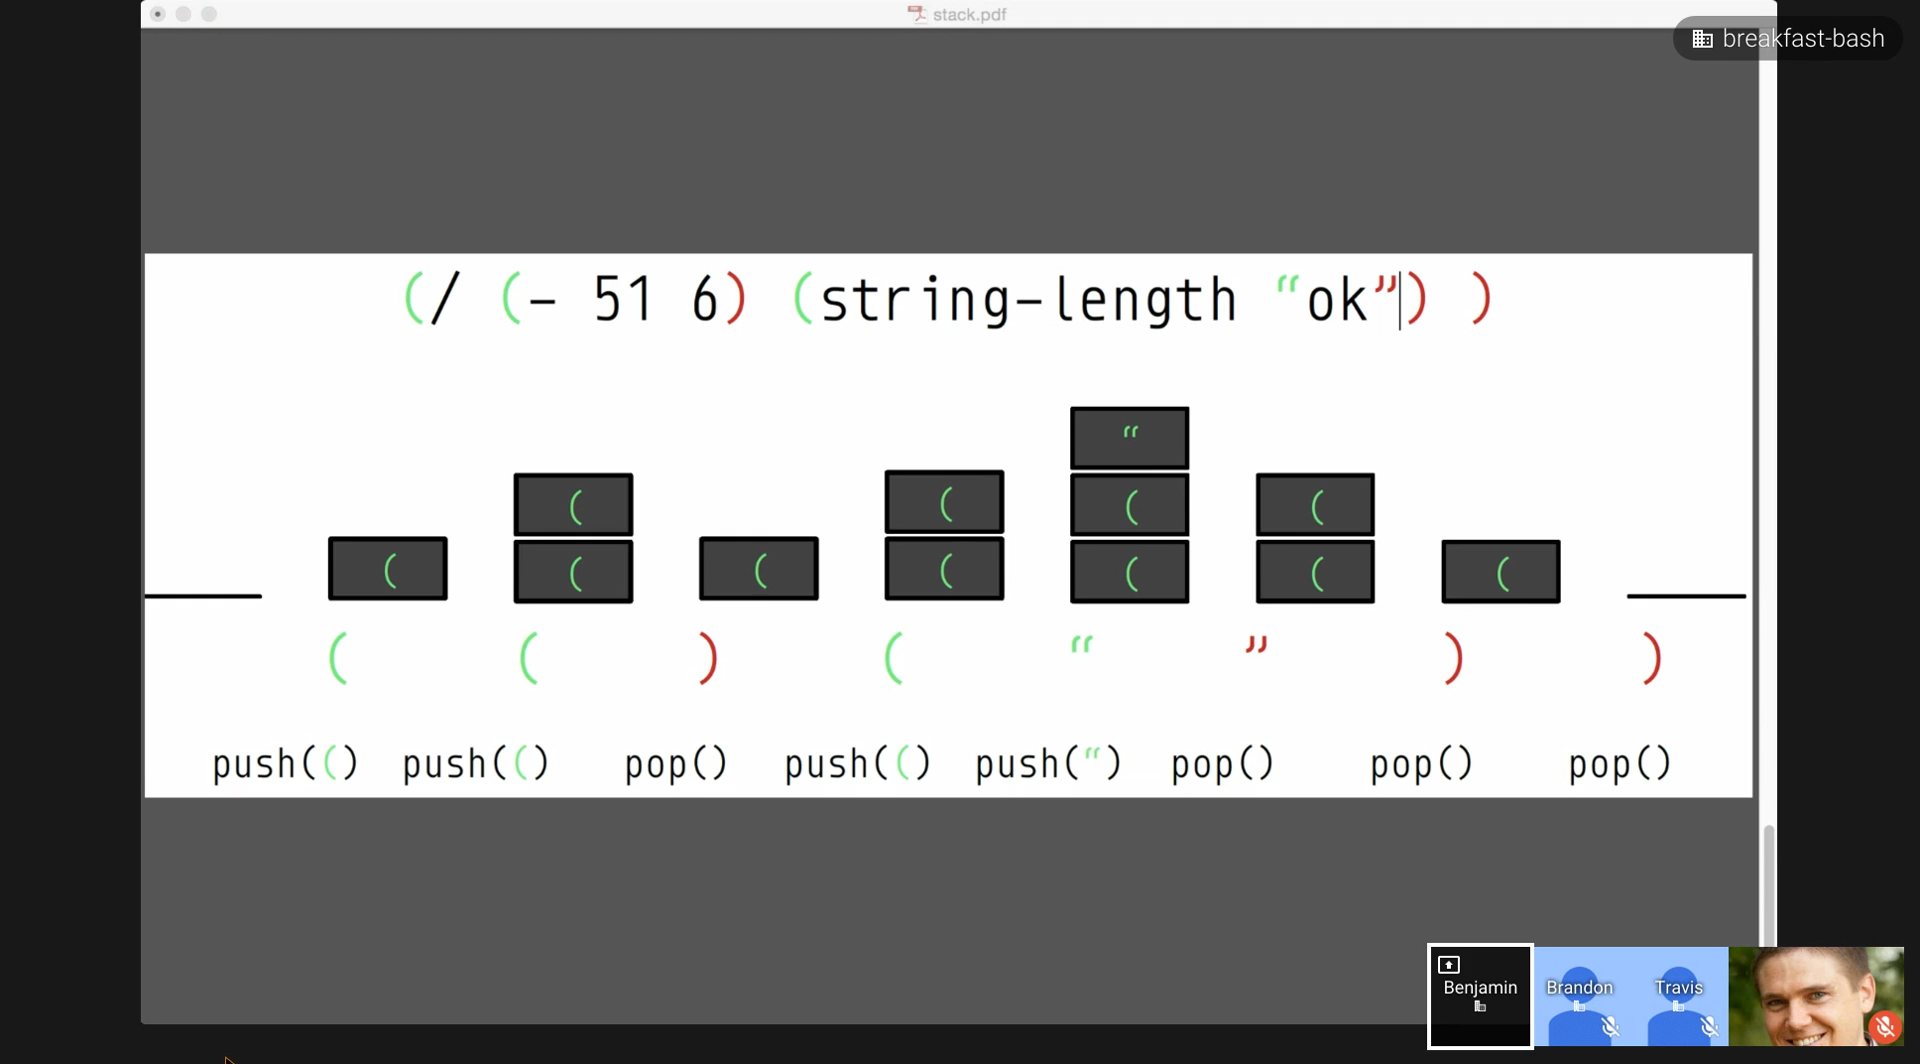 stack.pdf
breakfast-bash
(/ (- 51 6) (string-length “ok”) )
“
( ( ( (
( ( ( ( ( ( (
( ( ) ( “ ” ) )
push(() push(() pop() push(() push(“) pop() pop() pop()
Benjamin Brandon Travis